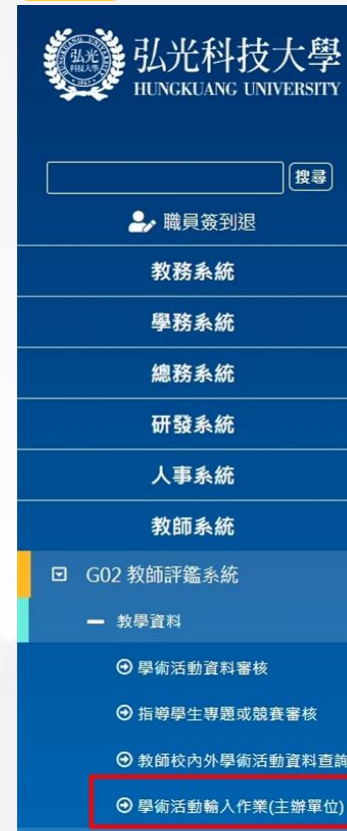 弘光科技大學
HUNGKUANG UNIVERSITY
搜尋
職員簽到退
教務系統
學務系統
總務系統
研發系統
人事系統
教師系統
G02 教師評鑑系統
教學資料
學術活動資料審核
指導學生專題或競賽審核
教師校內外學術活動資料查詢
學術活動輸入作業(主辦單位)